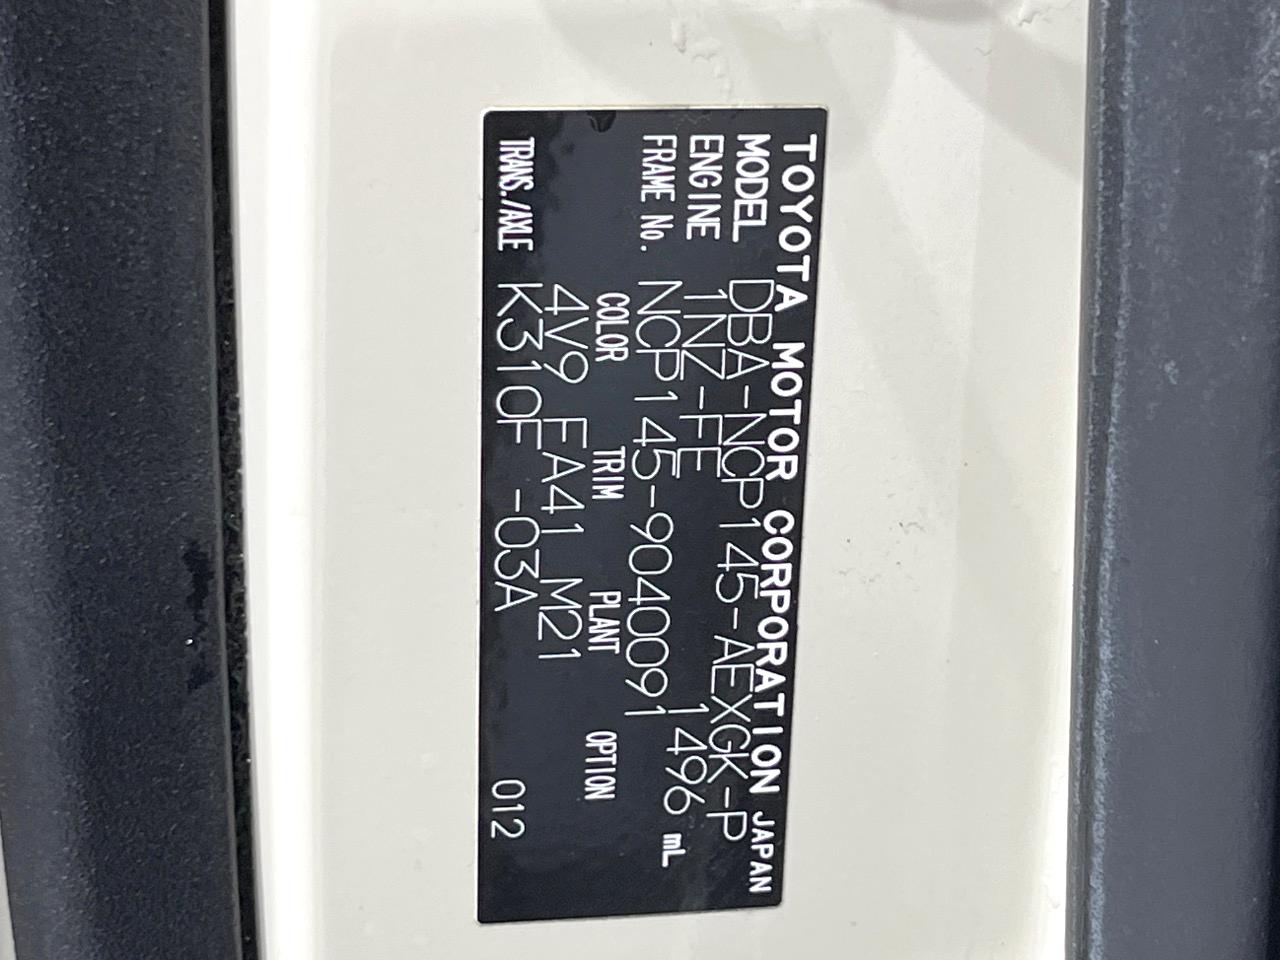 TOYOTA MOTOR CORPORATION JAPAN
MODEL DBA-NCP145-AEXGK-P
ENGINE 1NZ-FE 1496 mL
FRAME No. NCP145-9040091
COLOR TRIM PLANT OPTION
4V9 EA41 M21
TRANS./AXLE K310F -03A 012